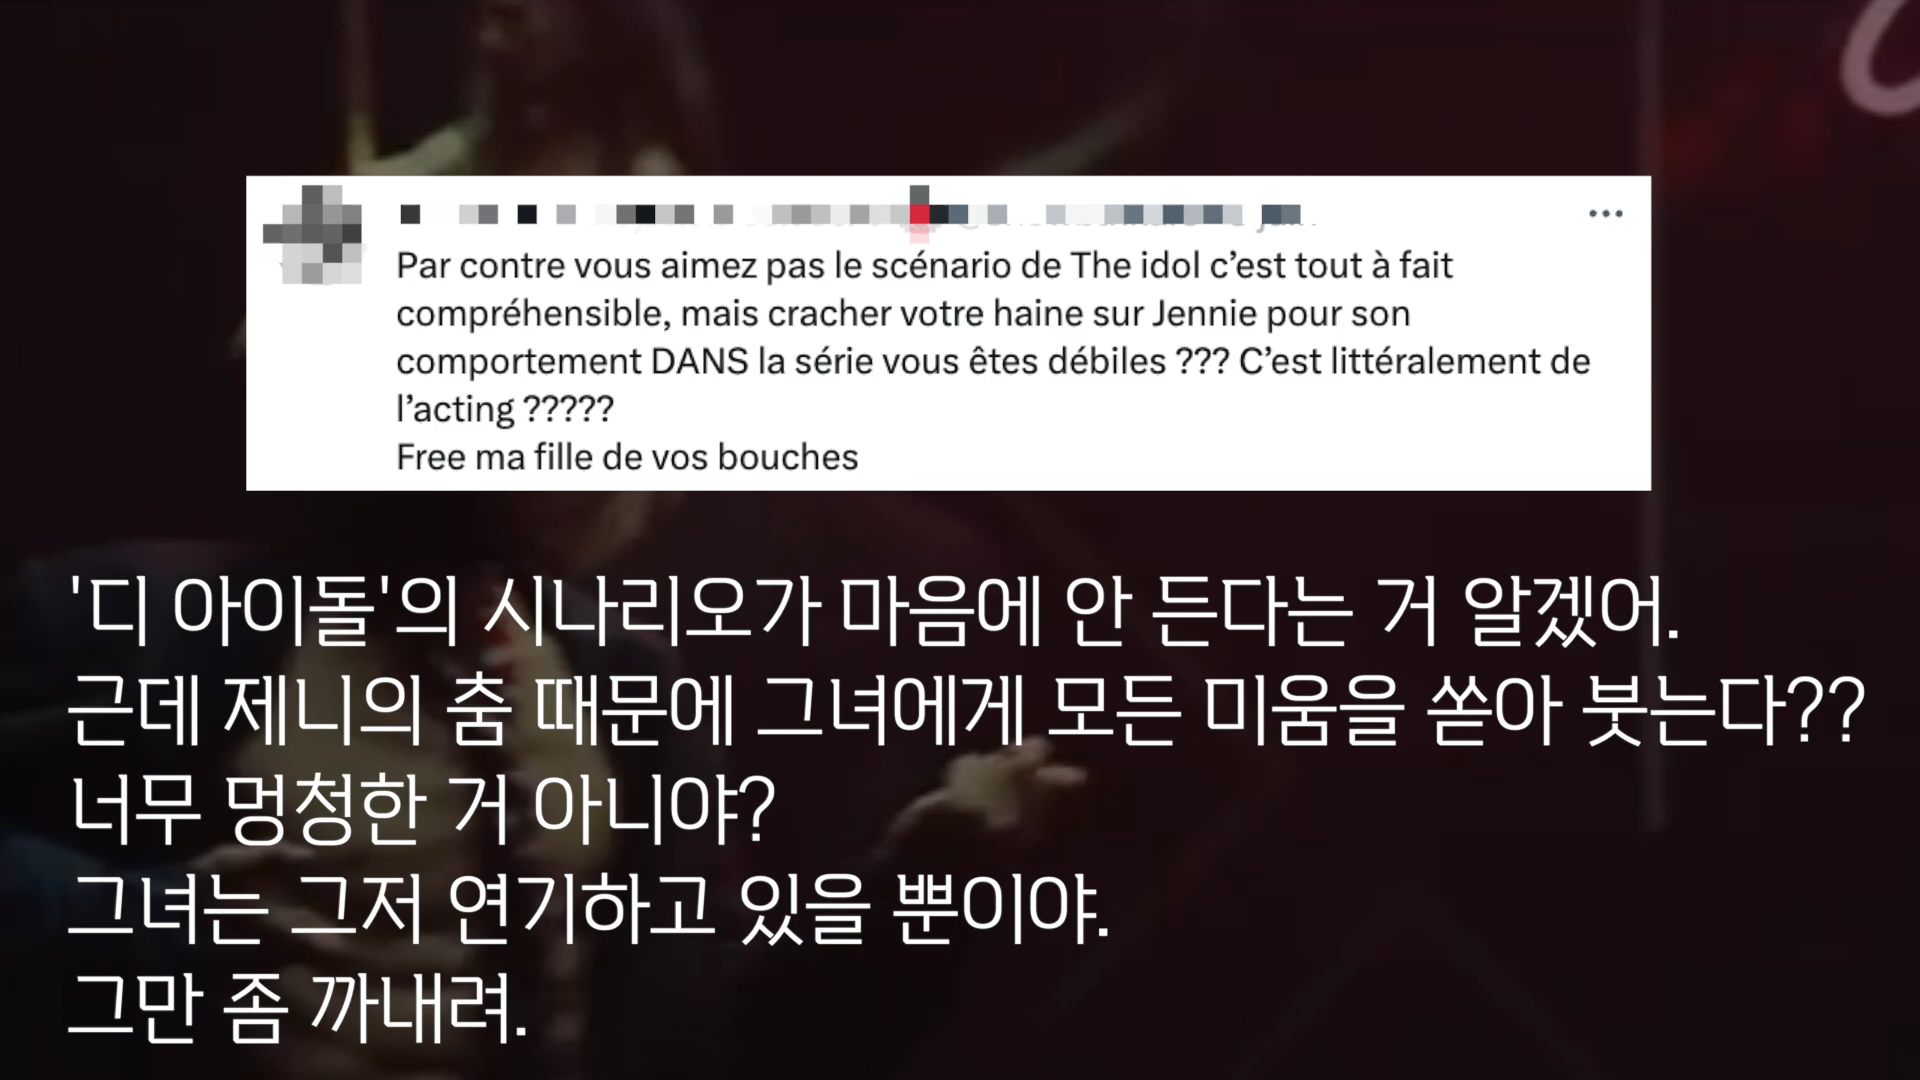 Par contre vous aimez pas le scénario de The idol c’est tout à fait
compréhensible, mais cracher votre haine sur Jennie pour son
comportement DANS la série vous êtes débiles ??? C’est littéralement de
l’acting ?????
Free ma fille de vos bouches
'디 아이돌'의 시나리오가 마음에 안 든다는 거 알겠어.
근데 제니의 춤 때문에 그녀에게 모든 미움을 쏟아 붓는다??
너무 멍청한 거 아니야?
그녀는 그저 연기하고 있을 뿐이야.
그만 좀 까내려.